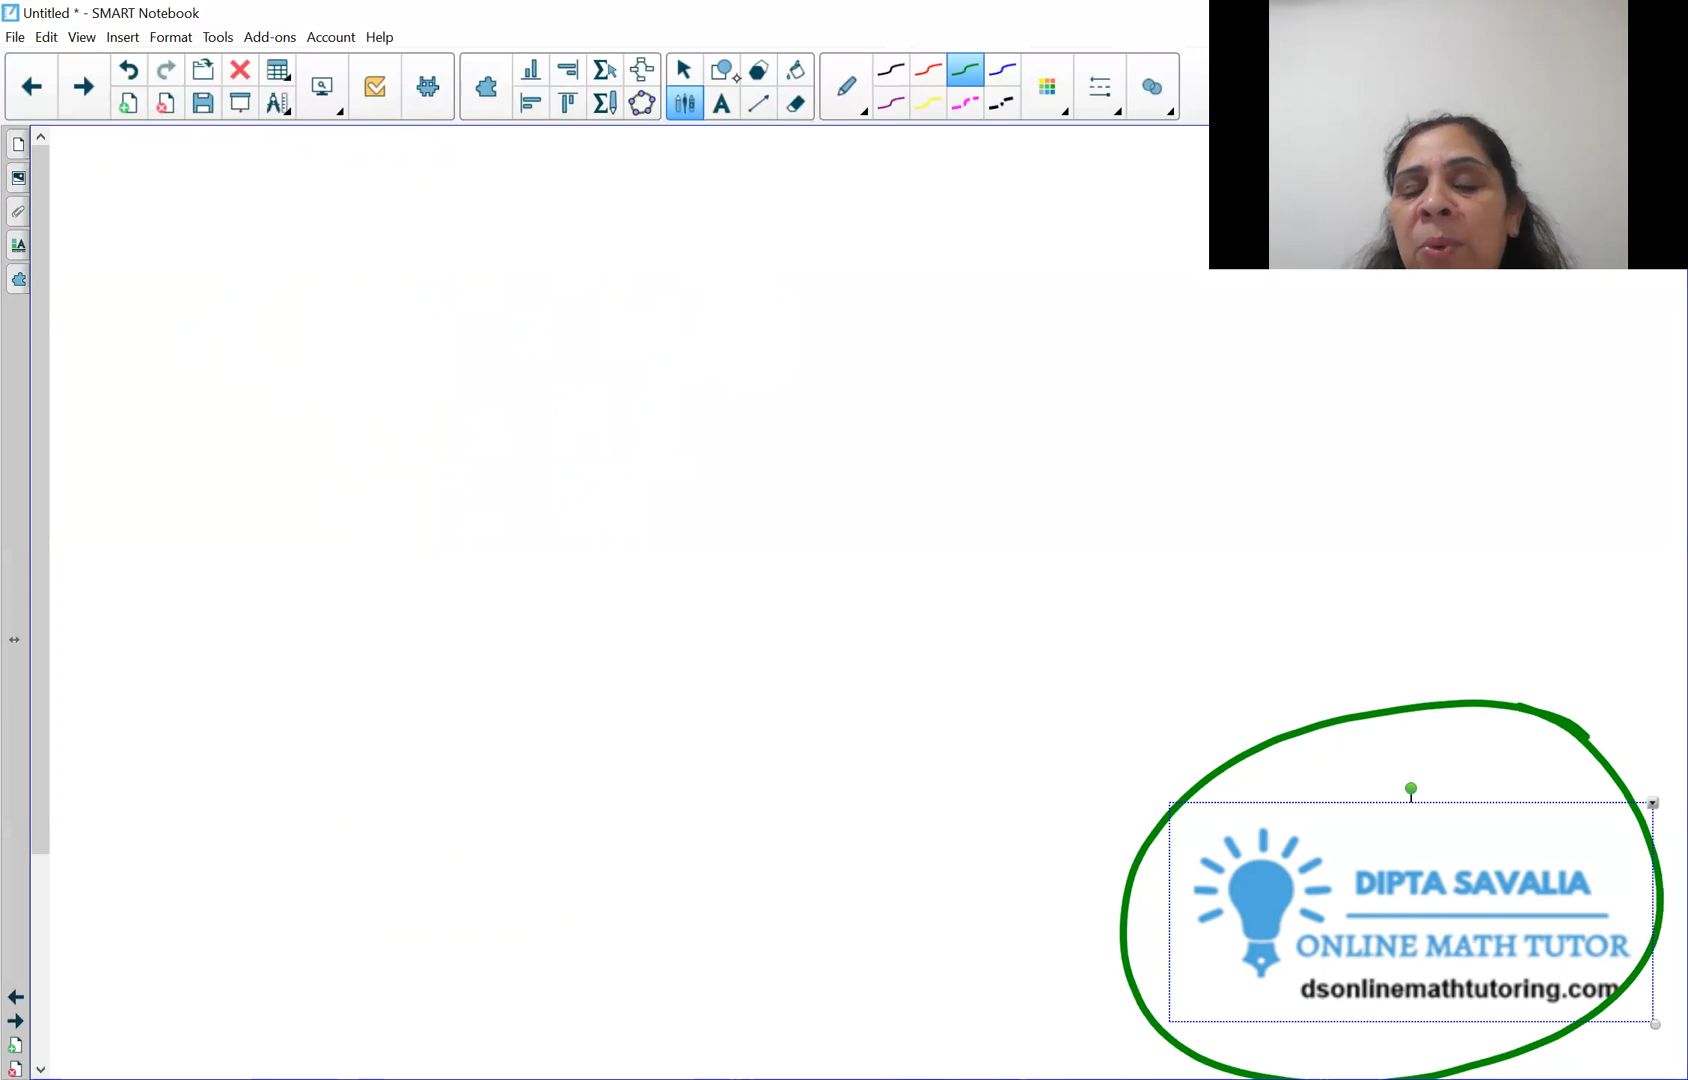 Untitled * - SMART Notebook
File Edit View Insert Format Tools Add-ons Account Help
DIPTA SAVALIA
ONLINE MATH TUTOR
dsonlinemathtutoring.com